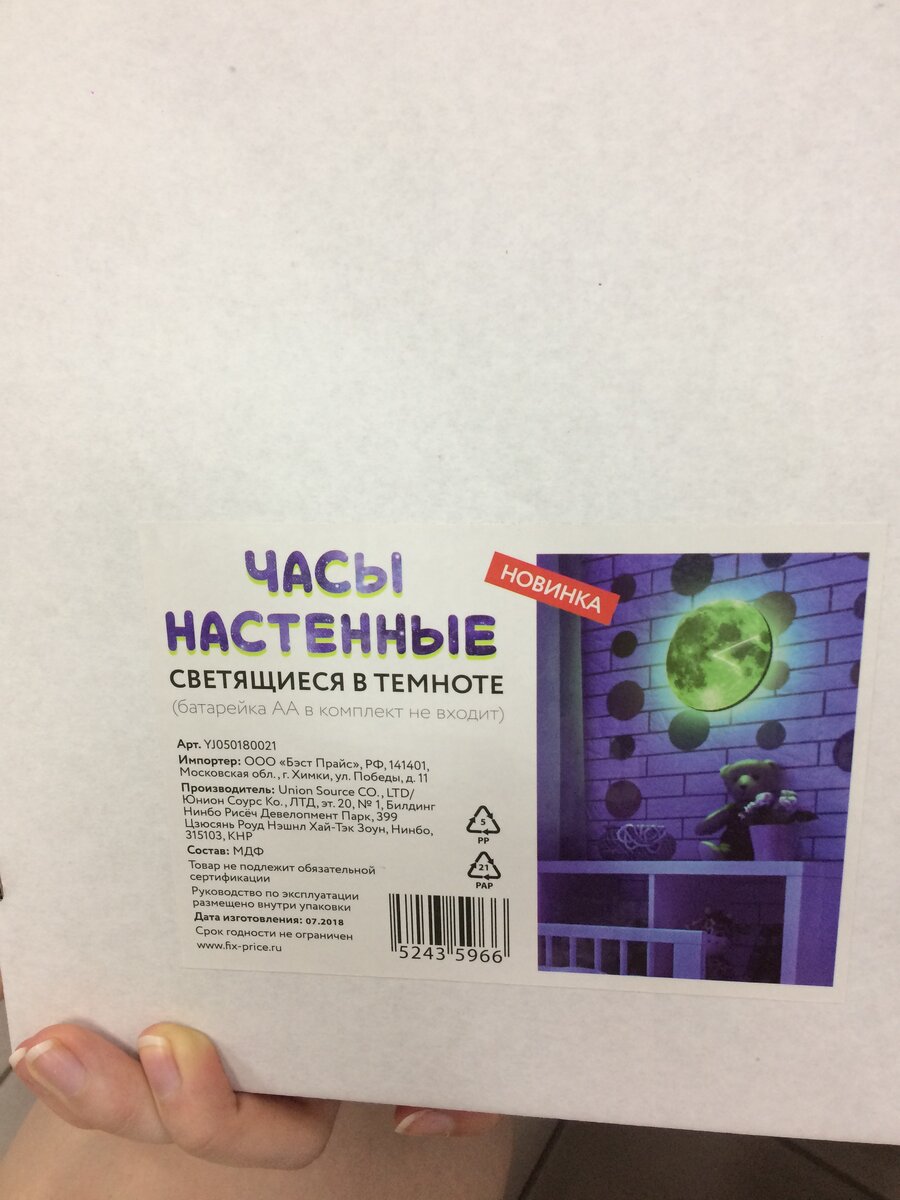 ЧАСЫ
НАСТЕННЫЕ
СВЕТЯЩИЕСЯ В ТЕМНОТЕ
(батарейка АА в комплект не входит)
НОВИНКА
Арт. YJ050180021
Импортер: ООО «Бэст Прайс», РФ, 141401,
Московская обл., г. Химки, ул. Победы, д. 11
Производитель: Union Source CO., LTD/
Юнион Соурс Ко., ЛТД, эт. 20, № 1, Билдинг
Нинбо Рисёч Девелопмент Парк, 399
Цзюсянь Роуд Нэшнл Хай-Тэк Зоун, Нинбо,
315103, КНР
Состав: МДФ
Товар не подлежит обязательной
сертификации
Руководство по эксплуатации
размещено внутри упаковки
Дата изготовления: 07.2018
Срок годности не ограничен
www.fix-price.ru
5
PP
21
PAP
5243 5966